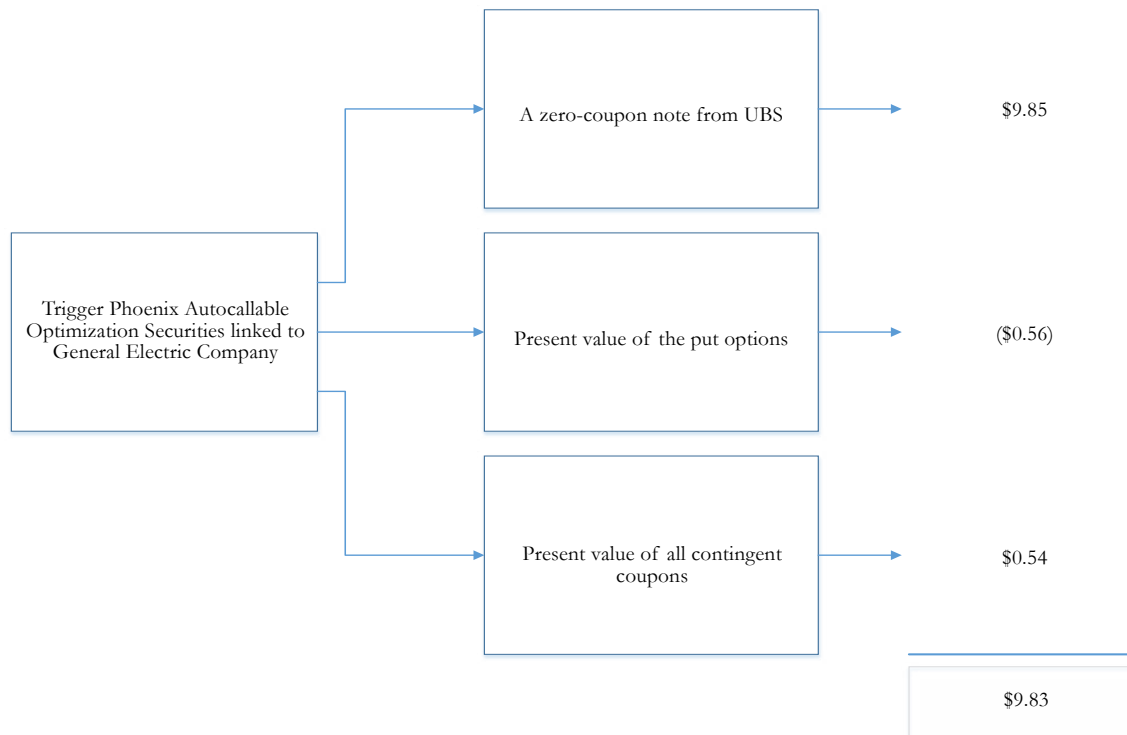 A zero-coupon note from UBS
$9.85
Trigger Phoenix Autocallable
Optimization Securities linked to
General Electric Company
Present value of the put options
($0.56)
Present value of all contingent
coupons
$0.54
$9.83